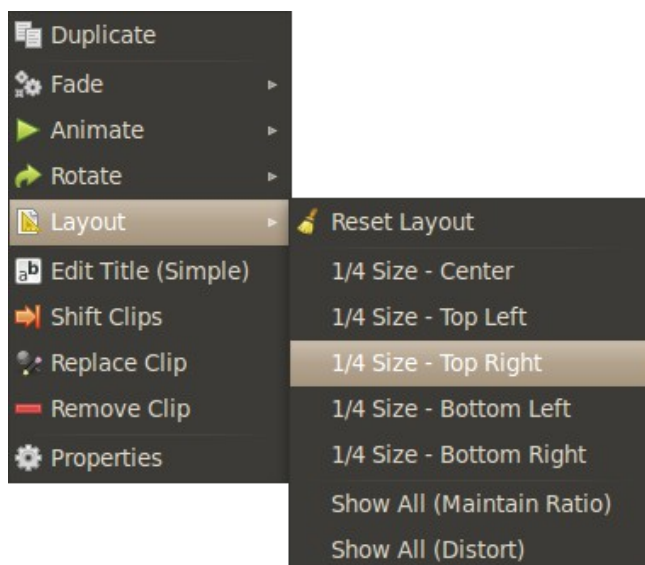 Duplicate
Fade
Animate
Rotate
Layout
Edit Title (Simple)
Shift Clips
Replace Clip
Remove Clip
Properties
Reset Layout
1/4 Size - Center
1/4 Size - Top Left
1/4 Size - Top Right
1/4 Size - Bottom Left
1/4 Size - Bottom Right
Show All (Maintain Ratio)
Show All (Distort)